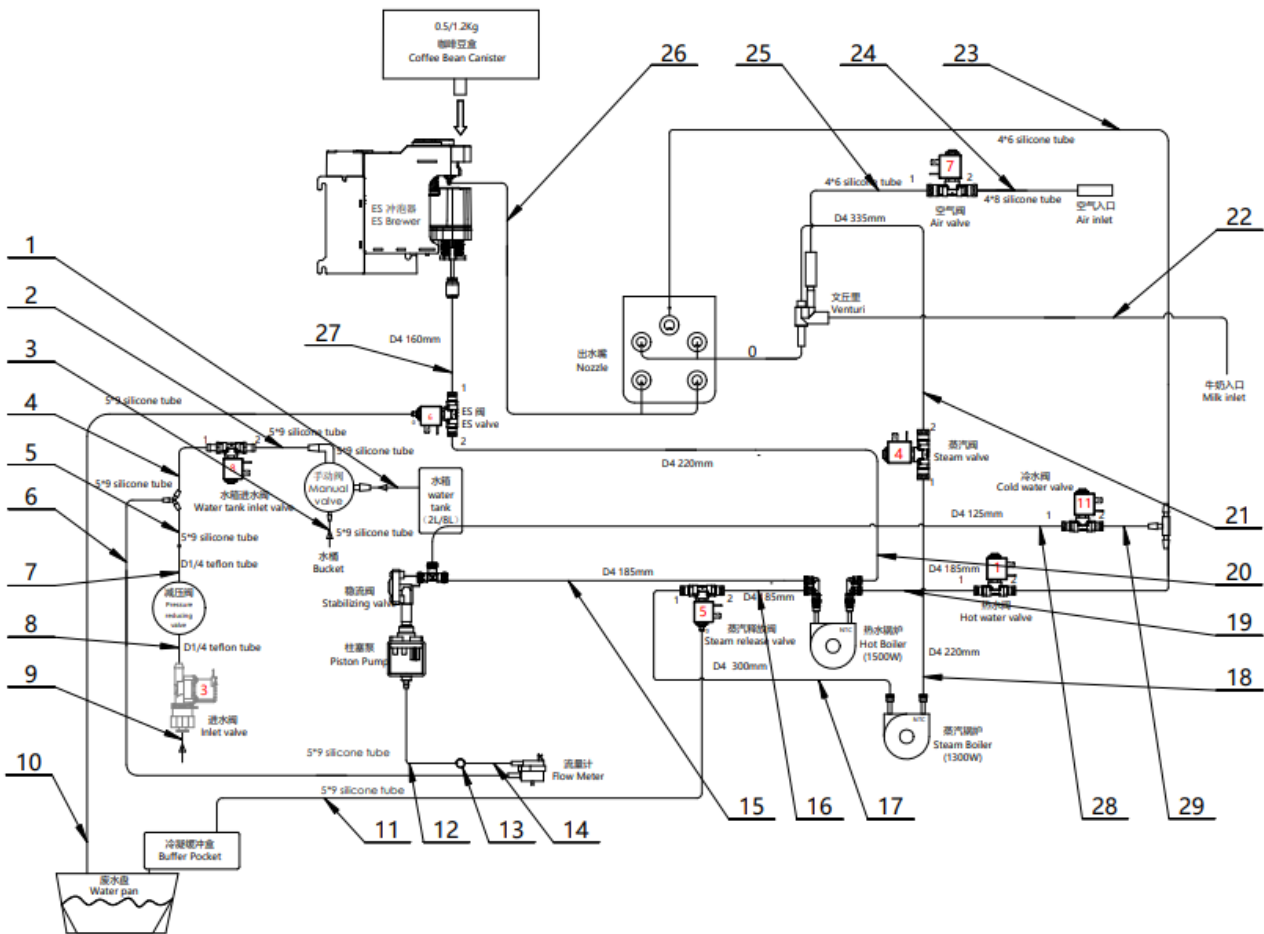 0.5/1.2Kg
咖啡豆盒
Coffee Bean Canister
26
25
24
23
4*6 silicone tube
7
1
2
4*6 silicone tube
4*8 silicone tube
空气阀
Air valve
空气入口
Air inlet
ES 冲泡器
ES Brewer
D4 335mm
22
1
2
3
4
5
6
7
8
9
10
文丘里
Venturi
27
D4 160mm
出水嘴
Nozzle
0
牛奶入口
Milk inlet
5*9 silicone tube
1
6
3
ES 阀
ES valve
2
5*9 silicone tube
1
2
8
水箱进水阀
Water tank inlet valve
5*9 silicone tube
手动阀
Manual
valve
水箱
water
tank
（2L/8L）
D4 220mm
2
4
蒸汽阀
Steam valve
1
冷水阀
Cold water valve
11
1
2
21
5*9 silicone tube
5*9 silicone tube
5*9 silicone tube
水桶
Bucket
D4 125mm
D1/4 teflon tube
减压阀
Pressure
reducing
valve
稳流阀
Stabilizing valve
D4 185mm
D4 185mm
1
2
5
3
蒸汽释放阀
Steam release valve
D4 185mm
1
1
2
热水阀
Hot water valve
20
19
D1/4 teflon tube
柱塞泵
Piston Pump
NTC
热水锅炉
Hot Boiler
(1500W)
D4 300mm
D4 220mm
18
3
进水阀
Inlet valve
NTC
蒸汽锅炉
Steam Boiler
(1300W)
5*9 silicone tube
流量计
Flow Meter
5*9 silicone tube
11
12
13
14
15
16
17
28
29
冷凝缓冲盒
Buffer Pocket
废水盘
Water pan